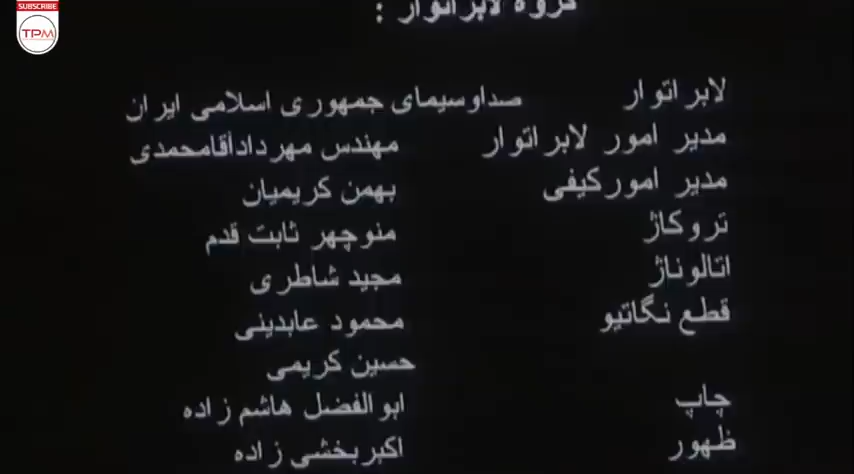 SUBSCRIBE
TPM
گروه لابراتوار :
لابراتوار صداوسیمای جمهوری اسلامی ایران
مدیر امور لابراتوار مهندس مهردادآقامحمدی
مدیر امورکیفی بهمن کریمیان
تروکاژ منوچهر ثابت قدم
اتالوناژ مجید شاطری
قطع نگاتیو محمود عابدینی
حسین کریمی
چاپ ابوالفضل هاشم زاده
ظهور اکبربخشی زاده